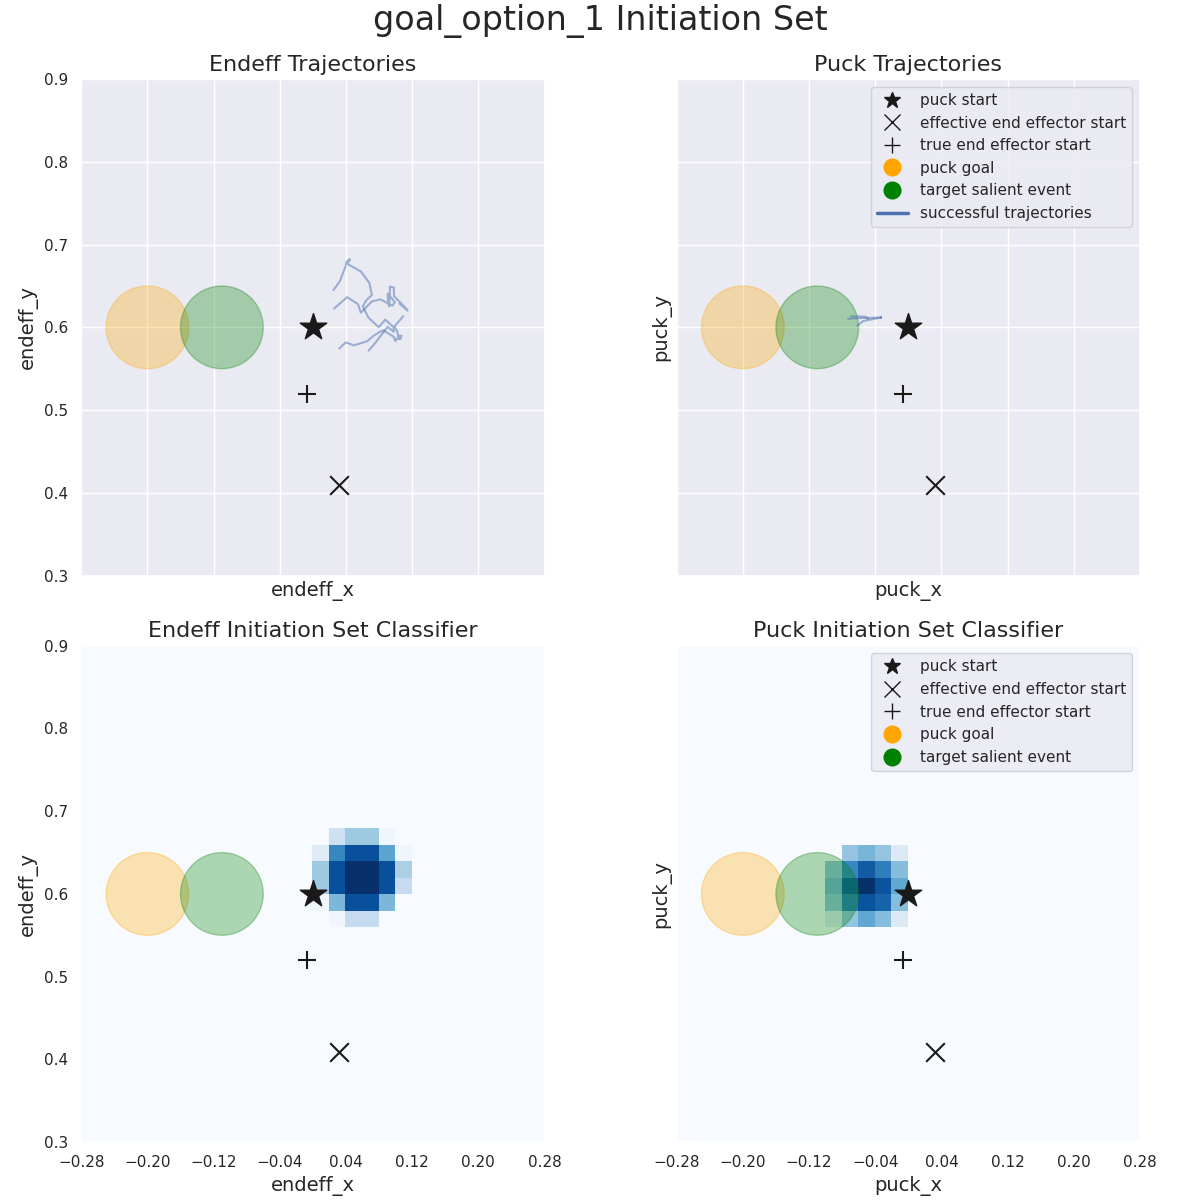 goal_option_1 Initiation Set
Endeff Trajectories
0.9
0.8
0.7
0.6
0.5
0.4
0.3
endeff_y
endeff_x
Puck Trajectories
puck start
effective end effector start
true end effector start
puck goal
target salient event
successful trajectories
puck_y
puck_x
Endeff Initiation Set Classifier
0.9
0.8
0.7
0.6
0.5
0.4
0.3
endeff_y
−0.28 −0.20 −0.12 −0.04 0.04 0.12 0.20 0.28
endeff_x
Puck Initiation Set Classifier
puck start
effective end effector start
true end effector start
puck goal
target salient event
puck_y
−0.28 −0.20 −0.12 −0.04 0.04 0.12 0.20 0.28
puck_x